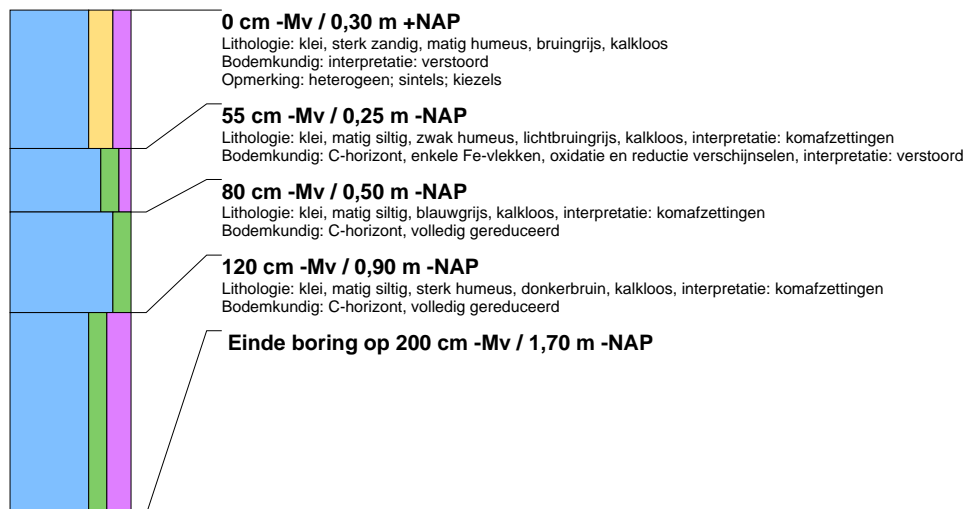 0 cm -Mv / 0,30 m +NAP
Lithologie: klei, sterk zandig, matig humeus, bruingrijs, kalkloos
Bodemkundig: interpretatie: verstoord
Opmerking: heterogeen; sintels; kiezels
55 cm -Mv / 0,25 m -NAP
Lithologie: klei, matig siltig, zwak humeus, lichtbruingrijs, kalkloos, interpretatie: komafzettingen
Bodemkundig: C-horizont, enkele Fe-vlekken, oxidatie en reductie verschijnselen, interpretatie: verstoord
80 cm -Mv / 0,50 m -NAP
Lithologie: klei, matig siltig, blauwgrijs, kalkloos, interpretatie: komafzettingen
Bodemkundig: C-horizont, volledig gereduceerd
120 cm -Mv / 0,90 m -NAP
Lithologie: klei, matig siltig, sterk humeus, donkerbruin, kalkloos, interpretatie: komafzettingen
Bodemkundig: C-horizont, volledig gereduceerd
Einde boring op 200 cm -Mv / 1,70 m -NAP